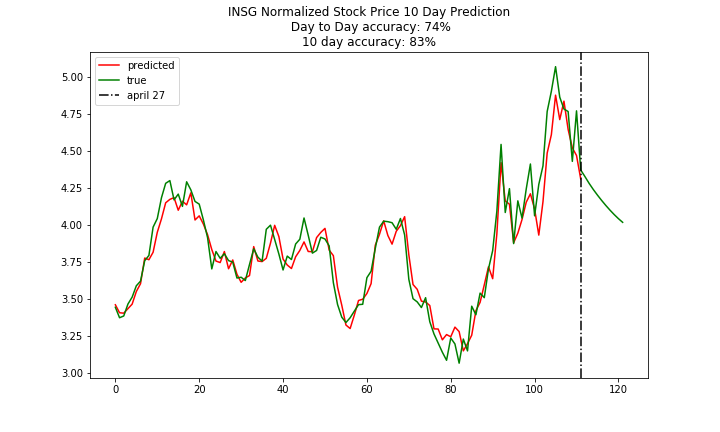 INSG Normalized Stock Price 10 Day Prediction
Day to Day accuracy: 74%
10 day accuracy: 83%
predicted
true
april 27
5.00
4.75
4.50
4.25
4.00
3.75
3.50
3.25
3.00
0 20 40 60 80 100 120